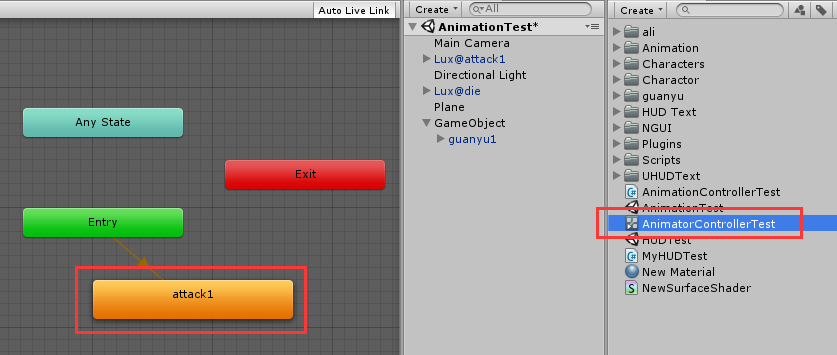 Auto Live Link
Any State
Exit
Entry
attack1
Create
All
AnimationTest*
Main Camera
Lux@attack1
Directional Light
Lux@die
Plane
GameObject
guanyu1
Create
ali
Animation
Characters
Charactor
guanyu
HUD Text
NGUI
Plugins
Scripts
UHUDText
AnimationControllerTest
AnimationTest
AnimatorControllerTest
HUDTest
MyHUDTest
New Material
NewSurfaceShader